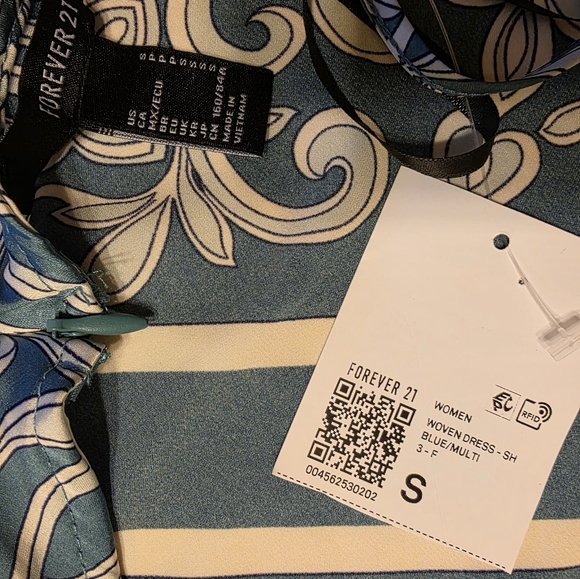 FOREVER 21
US S
CA S
MX/ECU P
BR P
EU S
UK S
KR S
JP S
CN 160/84A
MADE IN
VIETNAM
FOREVER 21
WOMEN
WOVEN DRESS - SH
BLUE/MULTI
3 - F
004562530202
S
RFID